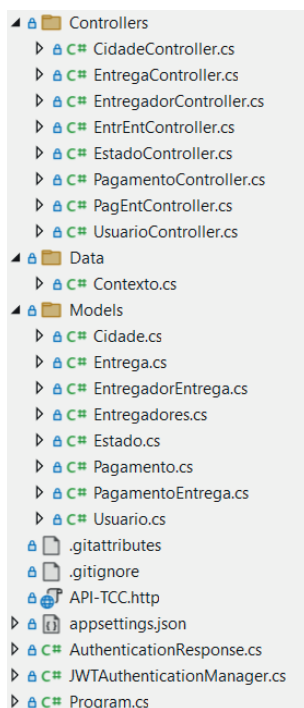 Controllers
C# CidadeController.cs
C# EntregaController.cs
C# EntregadorController.cs
C# EntrEntController.cs
C# EstadoController.cs
C# PagamentoController.cs
C# PagEntController.cs
C# UsuarioController.cs
Data
C# Contexto.cs
Models
C# Cidade.cs
C# Entrega.cs
C# EntregadorEntrega.cs
C# Entregadores.cs
C# Estado.cs
C# Pagamento.cs
C# PagamentoEntrega.cs
C# Usuario.cs
.gitattributes
.gitignore
API-TCC.http
appsettings.json
C# AuthenticationResponse.cs
C# JWTAuthenticationManager.cs
C# Program.cs